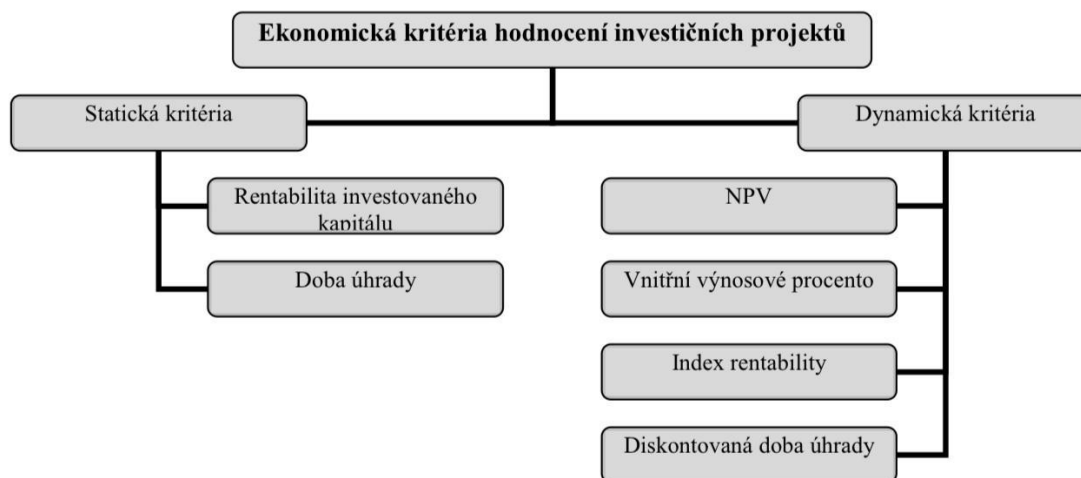 Ekonomická kritéria hodnocení investičních projektů
Statická kritéria
Dynamická kritéria
Rentabilita investovaného
kapitálu
NPV
Doba úhrady
Vnitřní výnosové procento
Index rentability
Diskontovaná doba úhrady